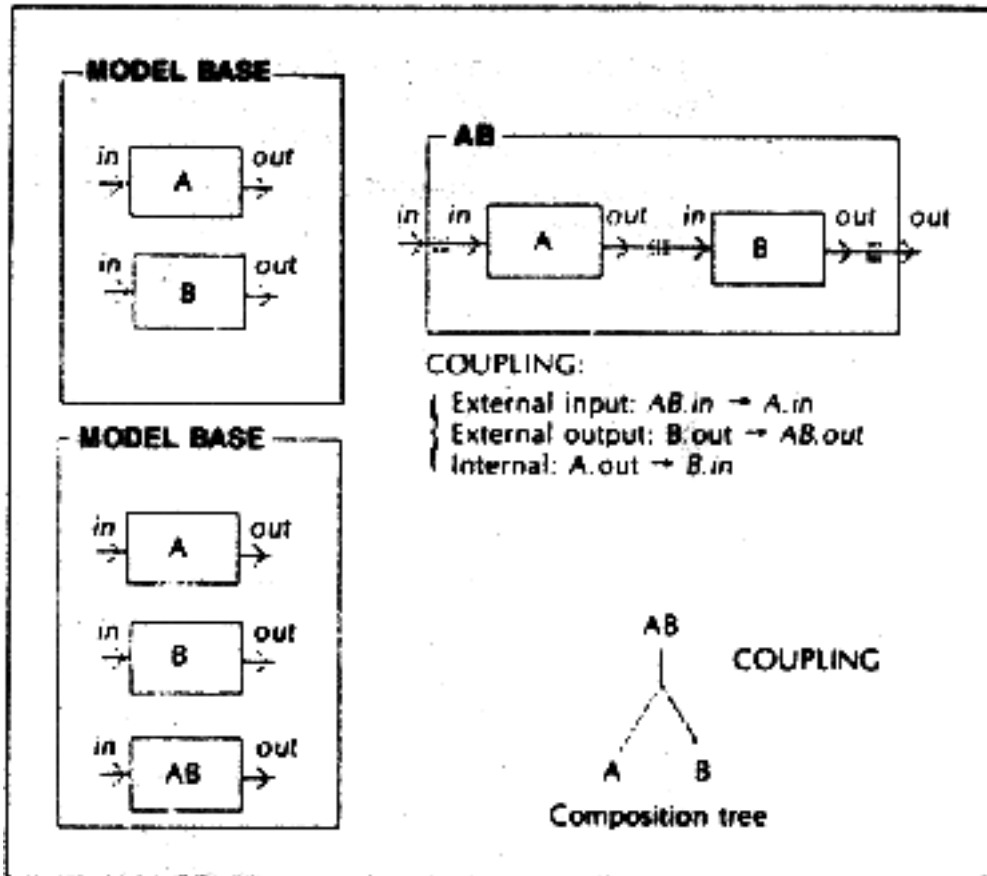 MODEL BASE
in
out
A
in
out
B
AB
in
in
out
in
out
out
A
B
COUPLING:
External input: AB.in → A.in
External output: B.out → AB.out
Internal: A.out → B.in
MODEL BASE
in
out
A
in
out
B
in
out
AB
AB
COUPLING
A
B
Composition tree